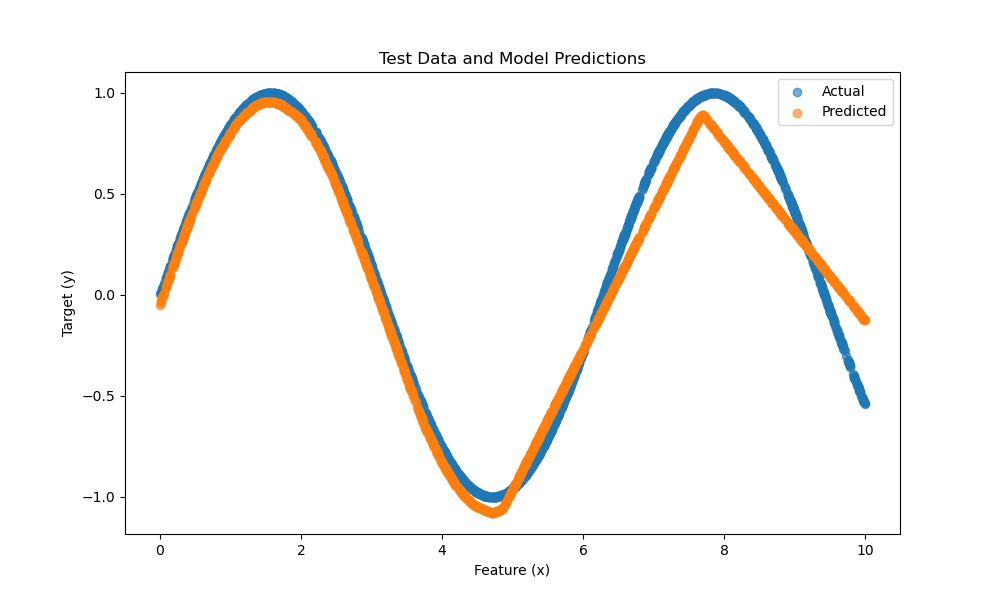 Test Data and Model Predictions
Actual
Predicted
1.0
0.5
0.0
−0.5
−1.0
Target (y)
0 2 4 6 8 10
Feature (x)